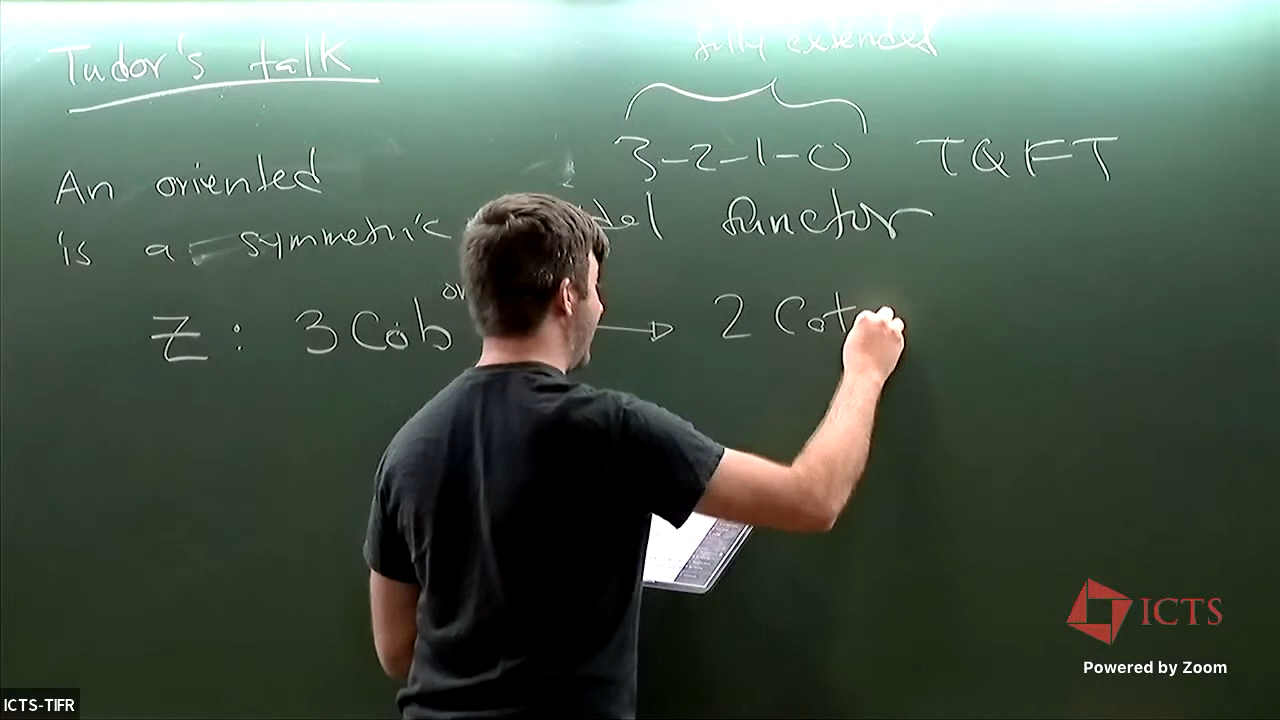 Tudor's talk
fully extended
An oriented 3-2-1-0 TQFT
is a symmetric functor
Z : 3Cob → 2Cat
ICTS
Powered by Zoom
ICTS-TIFR